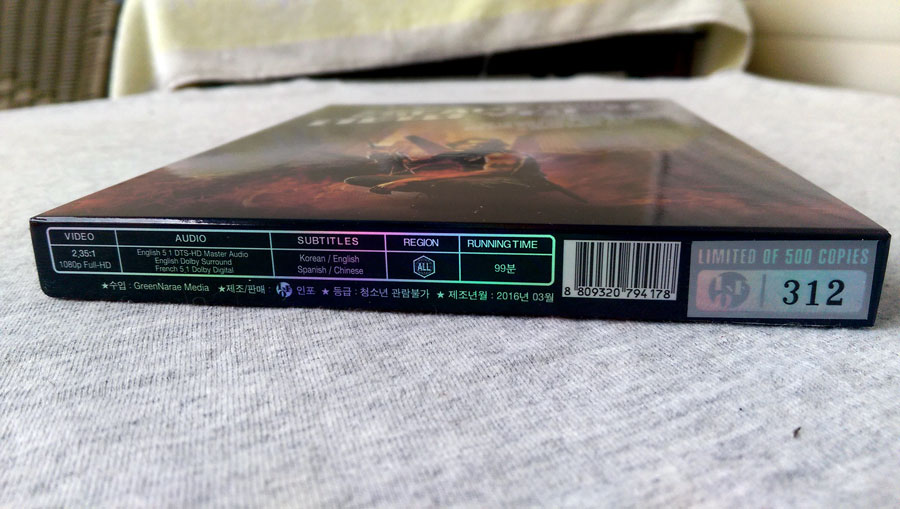 VIDEO
2,35:1
1080p Full-HD
AUDIO
English 5.1 DTS-HD Master Audio
English Dolby Surround
French 5.1 Dolby Digital
SUBTITLES
Korean / English
Spanish / Chinese
REGION
ALL
RUNNING TIME
99분
★수입 : GreenNarae Media ★제조/판매 : 인포 ★ 등급 : 청소년 관람불가 ★ 제조년월 : 2016년 03월
8 809320 794178
LIMITED OF 500 COPIES
312